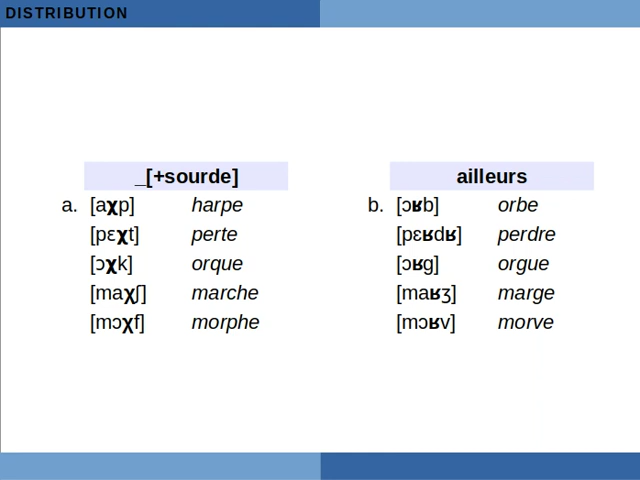 DISTRIBUTION
_[+sourde]
a. [aχp] harpe
[pɛχt] perte
[ɔχk] orque
[maχʃ] marche
[mɔχf] morphe
ailleurs
b. [ɔʁb] orbe
[pɛʁdʁ] perdre
[ɔʁg] orgue
[maʁʒ] marge
[mɔʁv] morve